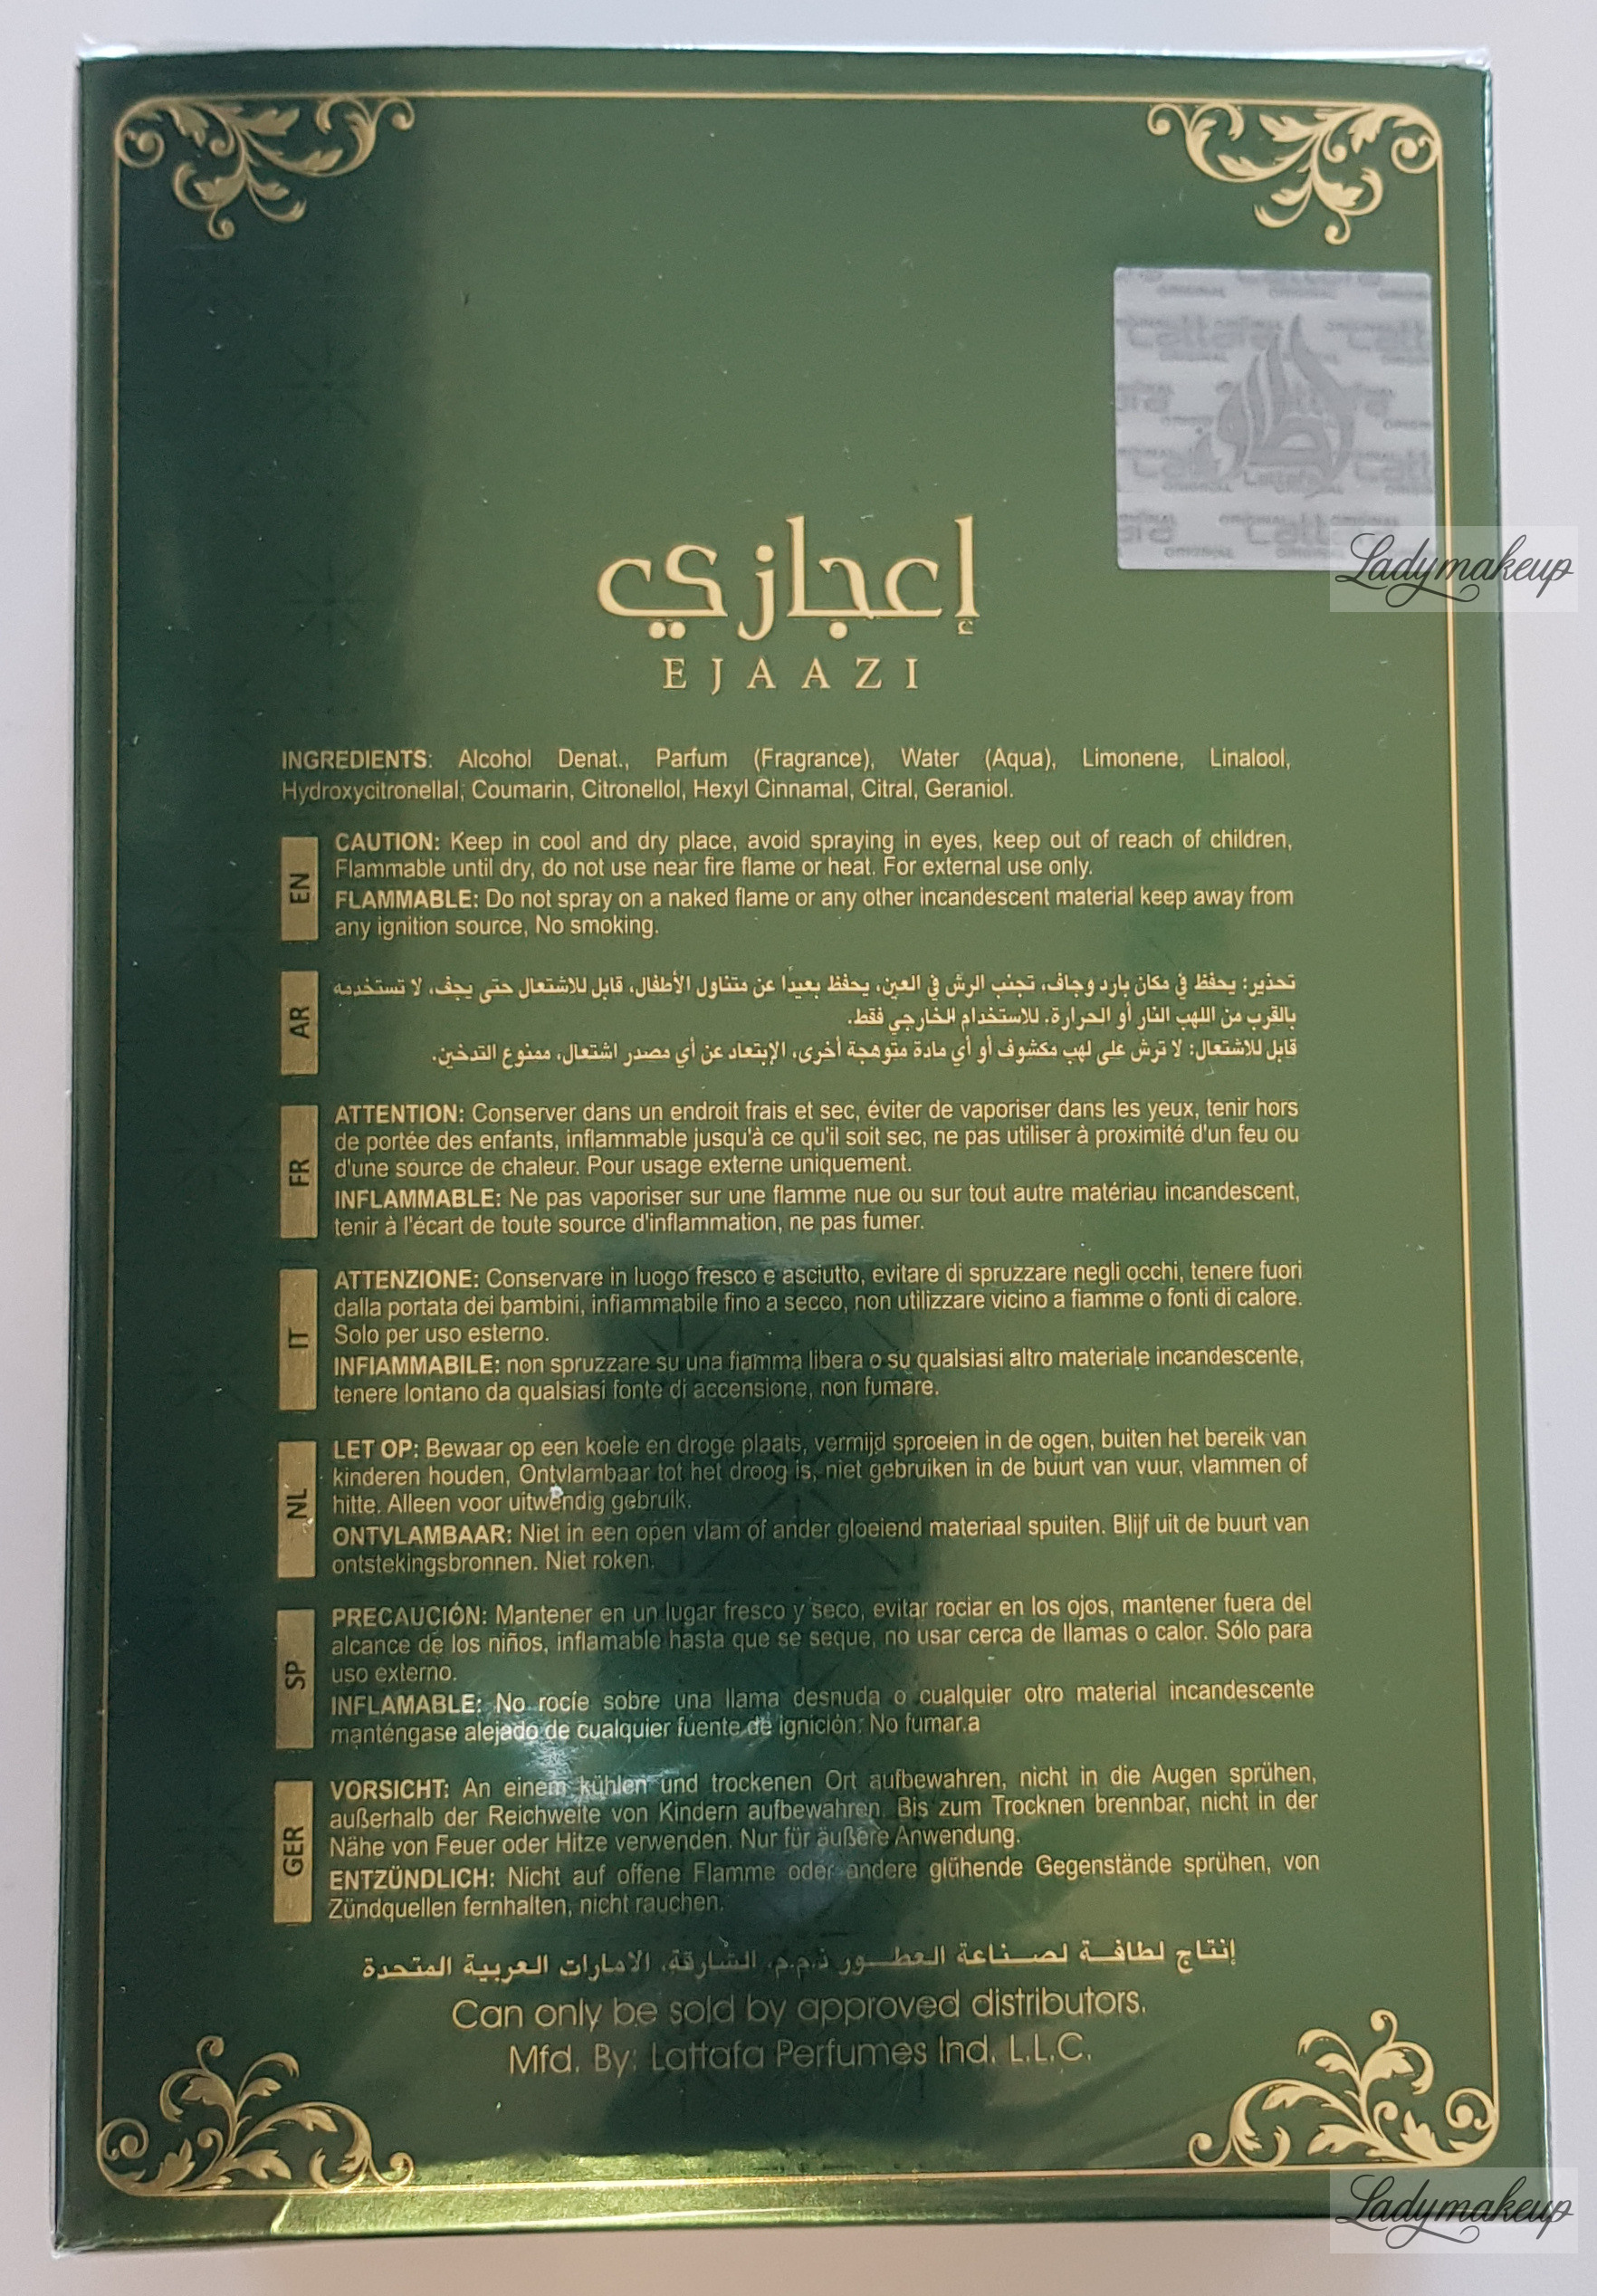 Lattafa
ORIGINAL
لطافة
Lattafa
Ladymakeup
إعجازي
EJAAZI
INGREDIENTS: Alcohol Denat., Parfum (Fragrance), Water (Aqua), Limonene, Linalool,
Hydroxycitronellal, Coumarin, Citronellol, Hexyl Cinnamal, Citral, Geraniol.
EN
CAUTION: Keep in cool and dry place, avoid spraying in eyes, keep out of reach of children,
Flammable until dry, do not use near fire flame or heat. For external use only.
FLAMMABLE: Do not spray on a naked flame or any other incandescent material keep away from
any ignition source, No smoking.
AR
تحذير: يحفظ في مكان بارد وجاف، تجنب الرش في العين، يحفظ بعيدًا عن متناول الأطفال، قابل للاشتعال حتى يجف، لا تستخدمه
بالقرب من اللهب النار أو الحرارة. للاستخدام الخارجي فقط.
قابل للاشتعال: لا ترش على لهب مكشوف أو أي مادة متوهجة أخرى، الإبتعاد عن أي مصدر اشتعال، ممنوع التدخين.
FR
ATTENTION: Conserver dans un endroit frais et sec, éviter de vaporiser dans les yeux, tenir hors
de portée des enfants, inflammable jusqu'à ce qu'il soit sec, ne pas utiliser à proximité d'un feu ou
d'une source de chaleur. Pour usage externe uniquement.
INFLAMMABLE: Ne pas vaporiser sur une flamme nue ou sur tout autre matériau incandescent,
tenir à l'écart de toute source d'inflammation, ne pas fumer.
IT
ATTENZIONE: Conservare in luogo fresco e asciutto, evitare di spruzzare negli occhi, tenere fuori
dalla portata dei bambini, infiammabile fino a secco, non utilizzare vicino a fiamme o fonti di calore.
Solo per uso esterno.
INFIAMMABILE: non spruzzare su una fiamma libera o su qualsiasi altro materiale incandescente,
tenere lontano da qualsiasi fonte di accensione, non fumare.
NL
LET OP: Bewaar op een koele en droge plaats, vermijd sproeien in de ogen, buiten het bereik van
kinderen houden, Ontvlambaar tot het droog is, niet gebruiken in de buurt van vuur, vlammen of
hitte. Alleen voor uitwendig gebruik.
ONTVLAMBAAR: Niet in een open vlam of ander gloeiend materiaal spuiten. Blijf uit de buurt van
ontstekingsbronnen. Niet roken.
SP
PRECAUCIÓN: Mantener en un lugar fresco y seco, evitar rociar en los ojos, mantener fuera del
alcance de los niños, inflamable hasta que se seque, no usar cerca de llamas o calor. Sólo para
uso externo.
INFLAMABLE: No rocíe sobre una llama desnuda o cualquier otro material incandescente
manténgase alejado de cualquier fuente de ignición: No fumar.a
GER
VORSICHT: An einem kühlen und trockenen Ort aufbewahren, nicht in die Augen sprühen,
außerhalb der Reichweite von Kindern aufbewahren. Bis zum Trocknen brennbar, nicht in der
Nähe von Feuer oder Hitze verwenden. Nur für äußere Anwendung.
ENTZÜNDLICH: Nicht auf offene Flamme oder andere glühende Gegenstände sprühen, von
Zündquellen fernhalten, nicht rauchen.
إنتاج لطافة لصناعة العطور ذ.م.م. الشارقة. الامارات العربية المتحدة
Can only be sold by approved distributors.
Mfd. By: Lattafa Perfumes Ind. L.L.C.
Ladymakeup